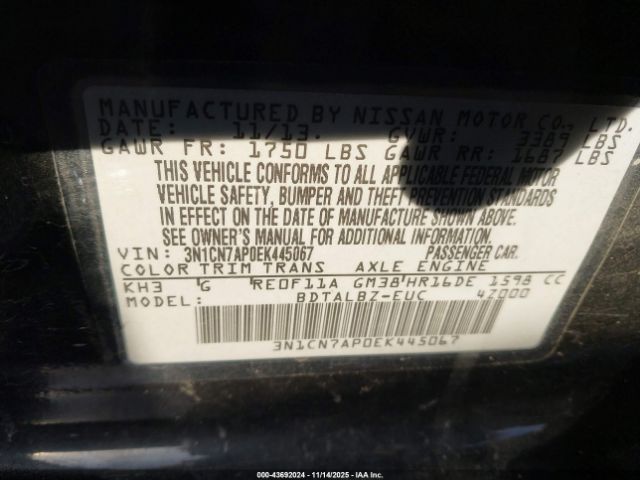 MANUFACTURED BY NISSAN MOTOR CO., LTD.
DATE: 11/13. GVWR: 3389 LBS
GAWR FR: 1750 LBS GAWR RR: 1687 LBS
THIS VEHICLE CONFORMS TO ALL APPLICABLE FEDERAL MOTOR
VEHICLE SAFETY, BUMPER AND THEFT PREVENTION STANDARDS
IN EFFECT ON THE DATE OF MANUFACTURE SHOWN ABOVE.
SEE OWNER'S MANUAL FOR ADDITIONAL INFORMATION.
VIN: 3N1CN7AP0EK445067 PASSENGER CAR.
COLOR TRIM TRANS AXLE ENGINE
KH3 G RE0F11A GM38 HR16DE 1598 CC
MODEL: BDTALBZ-EUC 42000
3N1CN7AP0EK445067
000-43692024 - 11/14/2025 - IAA, Inc.